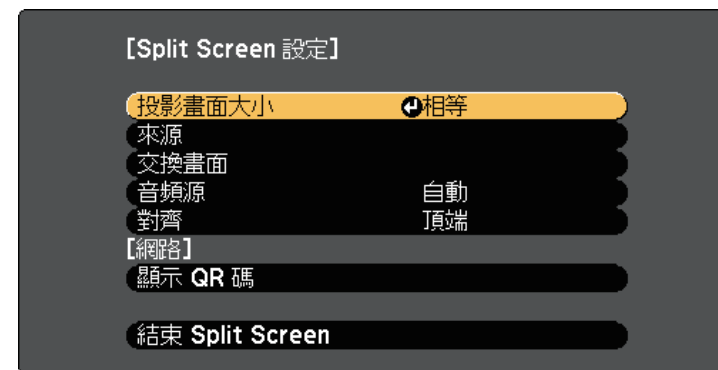 [Split Screen 設定]
投影畫面大小 相等
來源
交換畫面
音頻源 自動
對齊 頂端
[網路]
顯示 QR 碼
結束 Split Screen